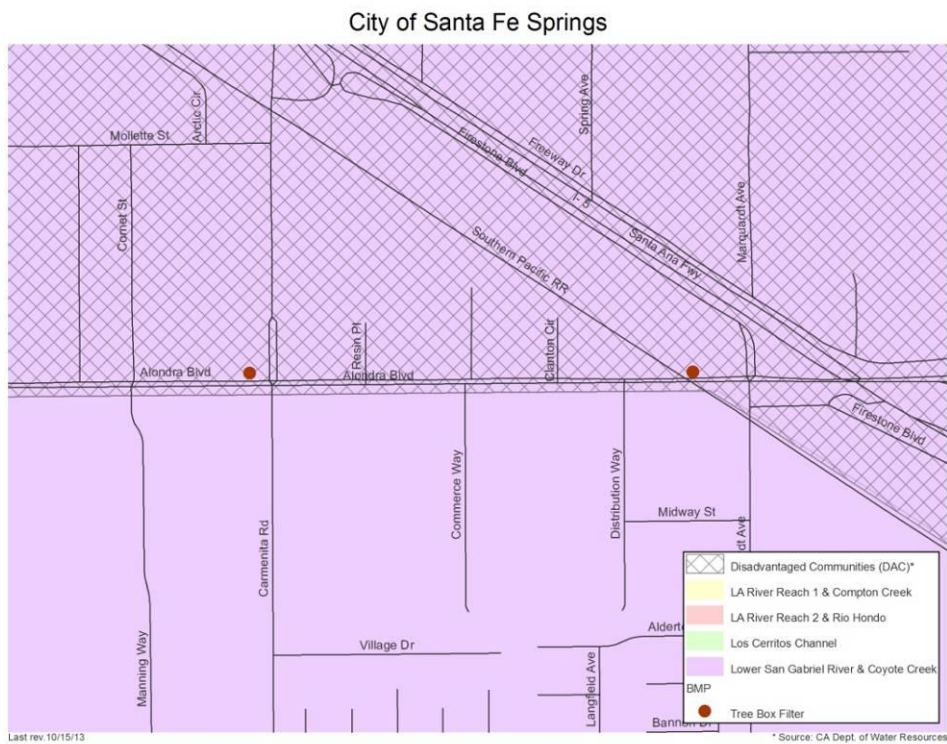 City of Santa Fe Springs
Arctic Cir
Spring Ave
Mollette St
Firestone Blvd
Freeway Dr
I- 5
Marquardt Ave
Comet St
Santa Ana Fwy
Southern Pacific RR
Resin Pl
Clanton Cir
Alondra Blvd
Alondra Blvd
Firestone Blvd
Commerce Way
Distribution Way
Midway St
Carmenita Rd
dt Ave
Disadvantaged Communities (DAC)*
LA River Reach 1 & Compton Creek
LA River Reach 2 & Rio Hondo
Los Cerritos Channel
Lower San Gabriel River & Coyote Creek
BMP
Tree Box Filter
Village Dr
Manning Way
Langfield Ave
Last rev.10/15/13
* Source: CA Dept. of Water Resources